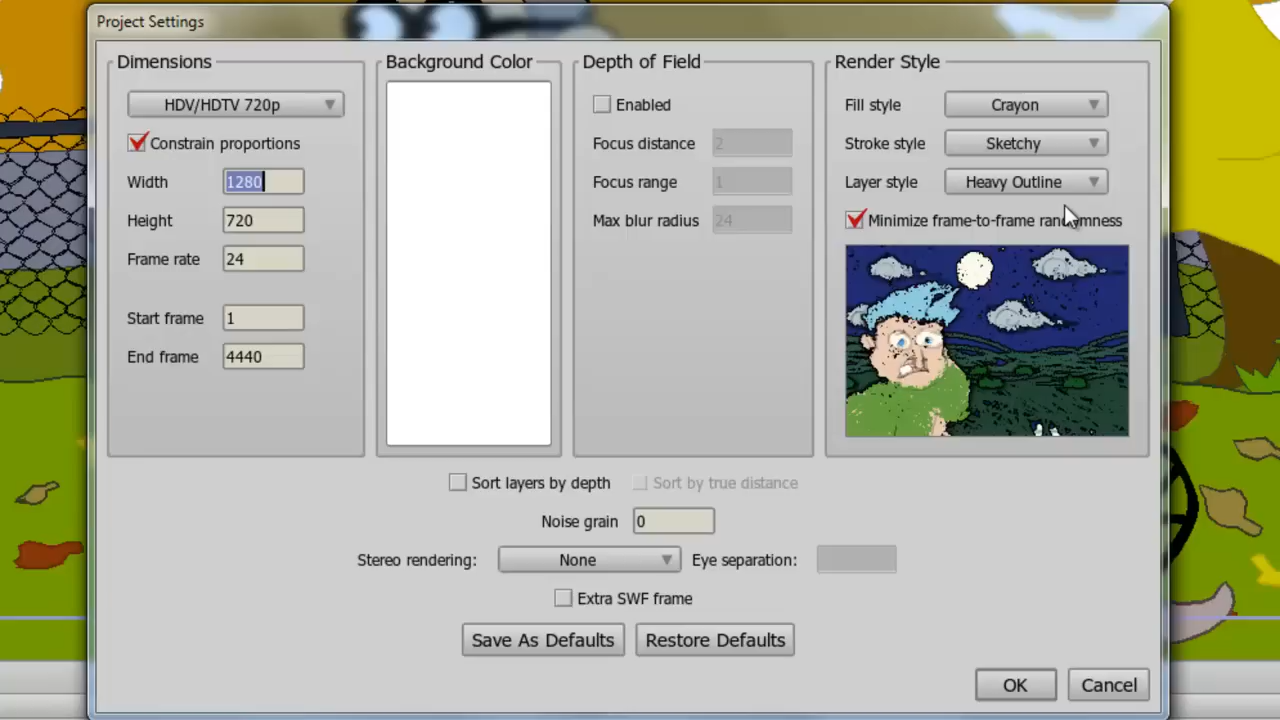 Project Settings
Dimensions
HDV/HDTV 720p
Constrain proportions
Width 1280
Height 720
Frame rate 24
Start frame 1
End frame 4440
Background Color
Depth of Field
Enabled
Focus distance 2
Focus range 1
Max blur radius 24
Render Style
Fill style Crayon
Stroke style Sketchy
Layer style Heavy Outline
Minimize frame-to-frame randomness
Sort layers by depth Sort by true distance
Noise grain 0
Stereo rendering: None Eye separation:
Extra SWF frame
Save As Defaults Restore Defaults
OK Cancel